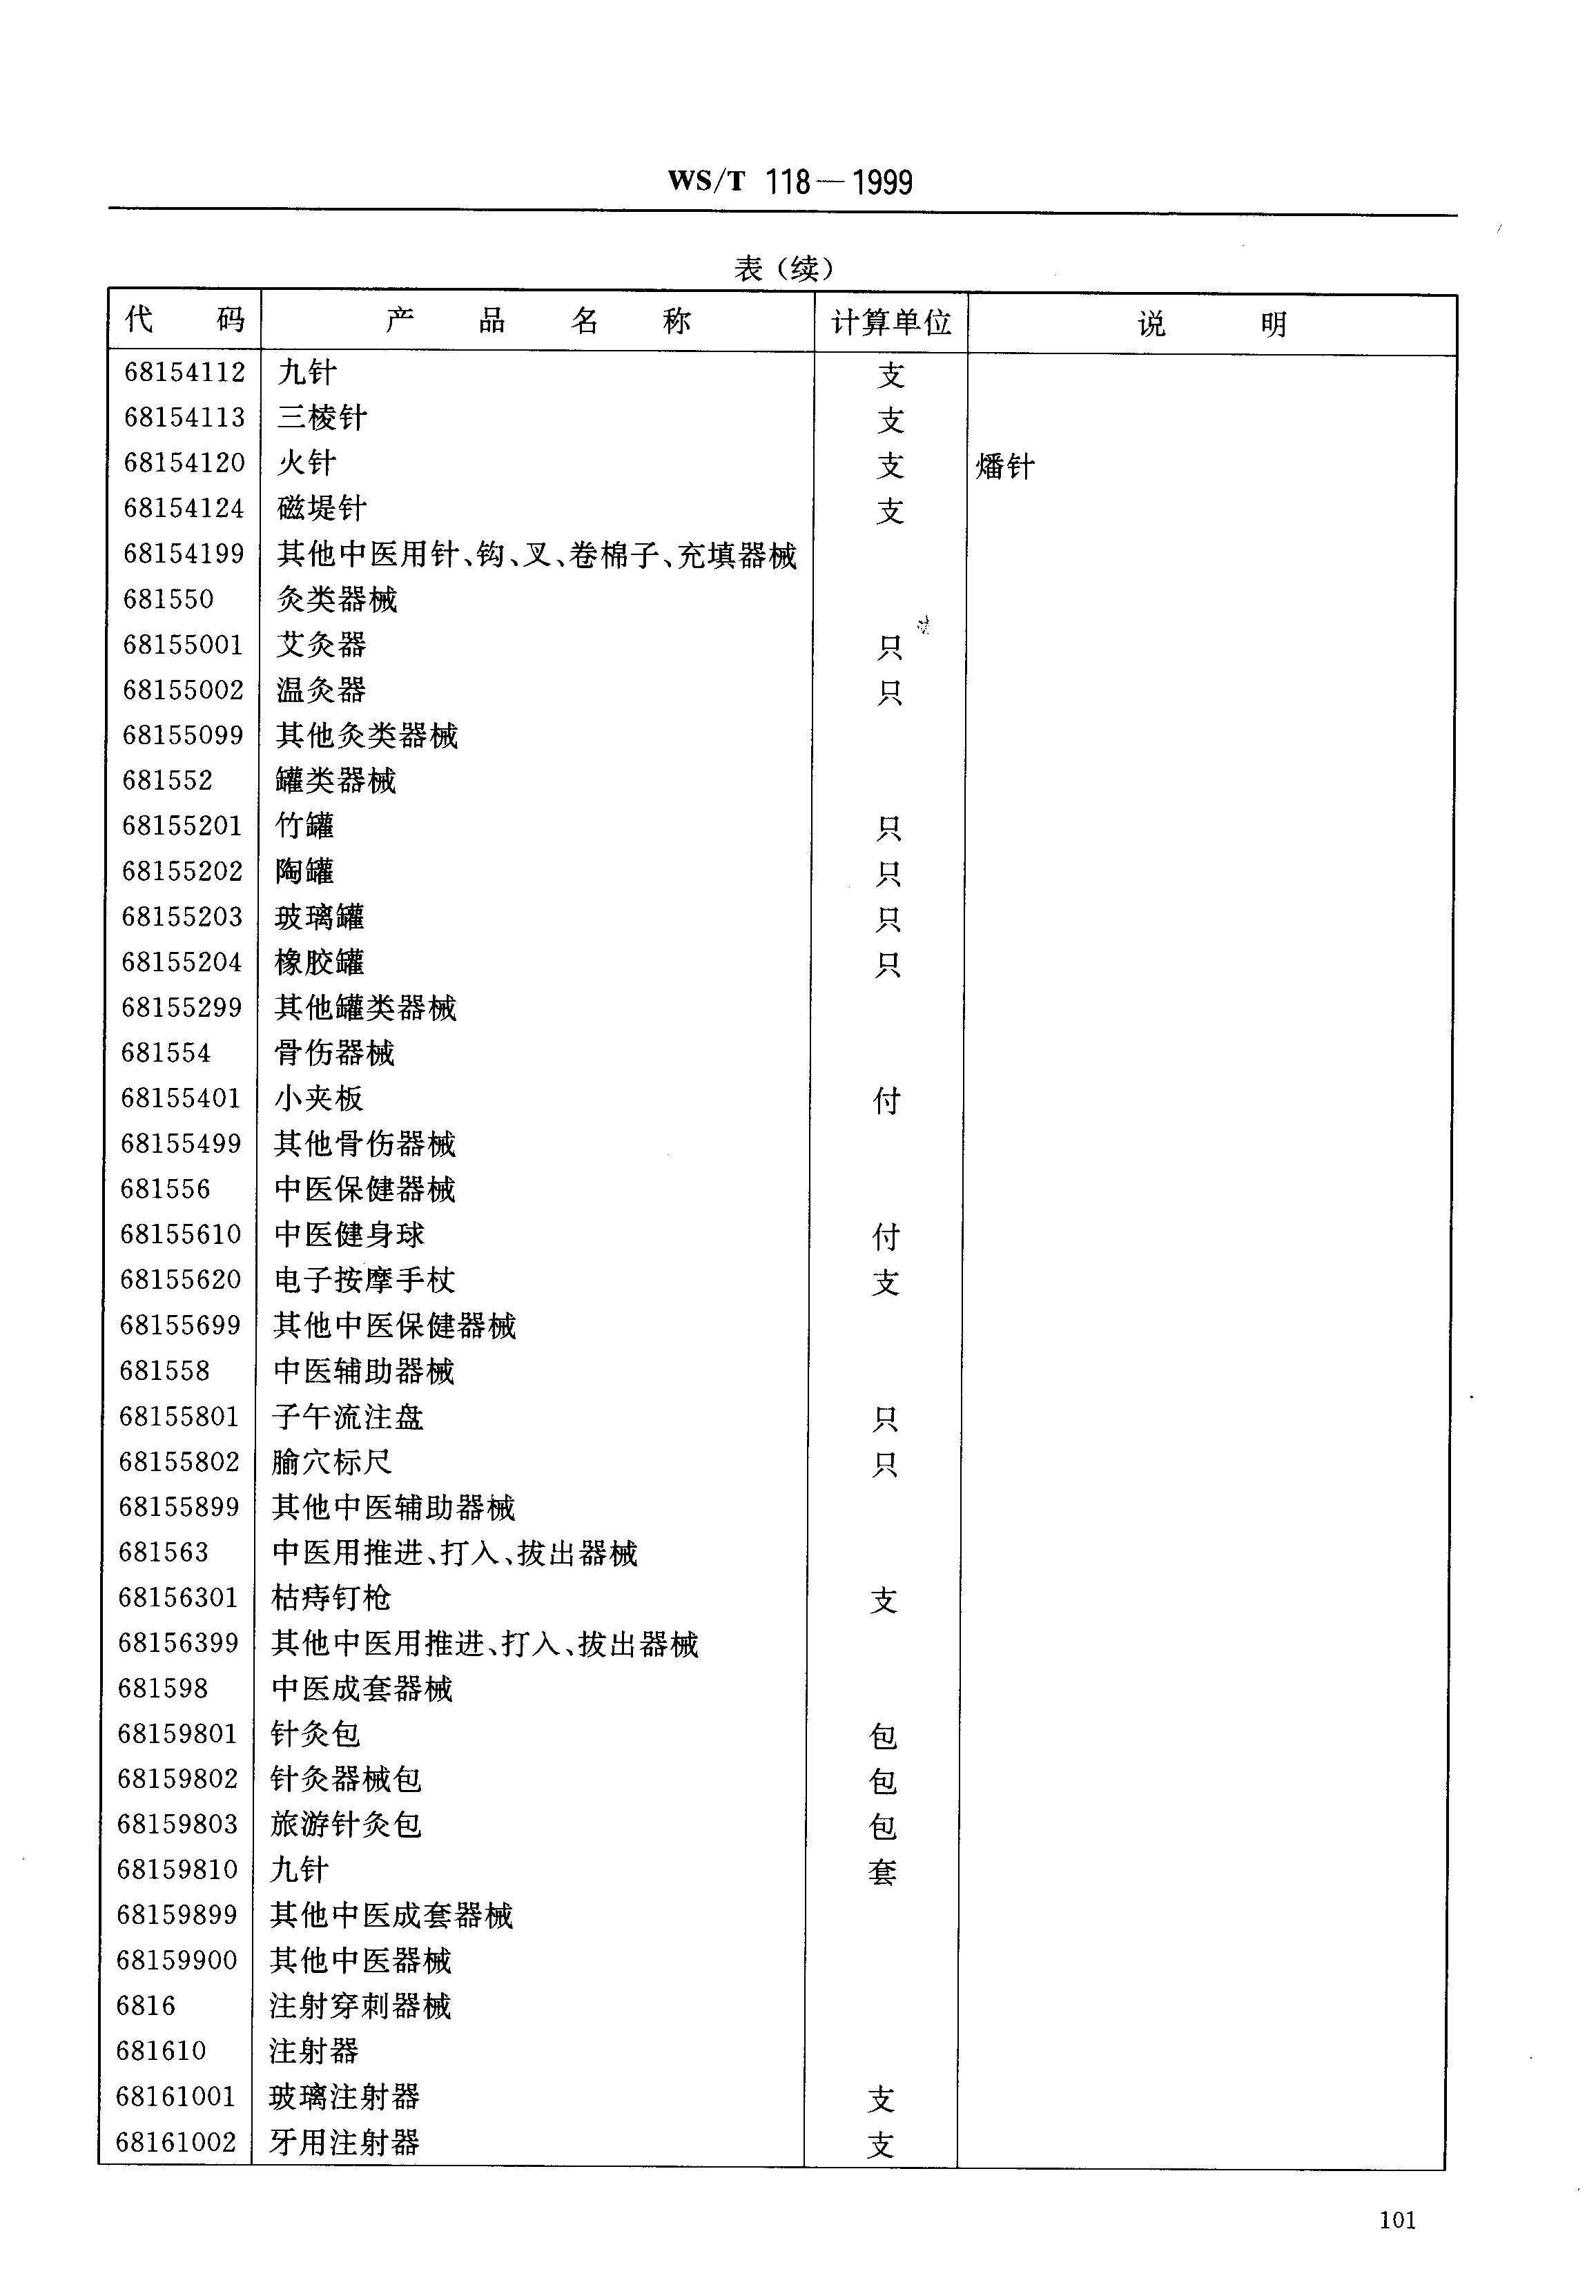 WS/T 118—1999
表（续）
代 码 产 品 名 称 计算单位 说 明
68154112 九针 支
68154113 三棱针 支
68154120 火针 支 燔针
68154124 磁堤针 支
68154199 其他中医用针、钩、叉、卷棉子、充填器械
681550 灸类器械
68155001 艾灸器 只
68155002 温灸器 只
68155099 其他灸类器械
681552 罐类器械
68155201 竹罐 只
68155202 陶罐 只
68155203 玻璃罐 只
68155204 橡胶罐 只
68155299 其他罐类器械
681554 骨伤器械
68155401 小夹板 付
68155499 其他骨伤器械
681556 中医保健器械
68155610 中医健身球 付
68155620 电子按摩手杖 支
68155699 其他中医保健器械
681558 中医辅助器械
68155801 子午流注盘 只
68155802 腧穴标尺 只
68155899 其他中医辅助器械
681563 中医用推进、打入、拔出器械
68156301 枯痔钉枪 支
68156399 其他中医用推进、打入、拔出器械
681598 中医成套器械
68159801 针灸包 包
68159802 针灸器械包 包
68159803 旅游针灸包 包
68159810 九针 套
68159899 其他中医成套器械
68159900 其他中医器械
6816 注射穿刺器械
681610 注射器
68161001 玻璃注射器 支
68161002 牙用注射器 支
101